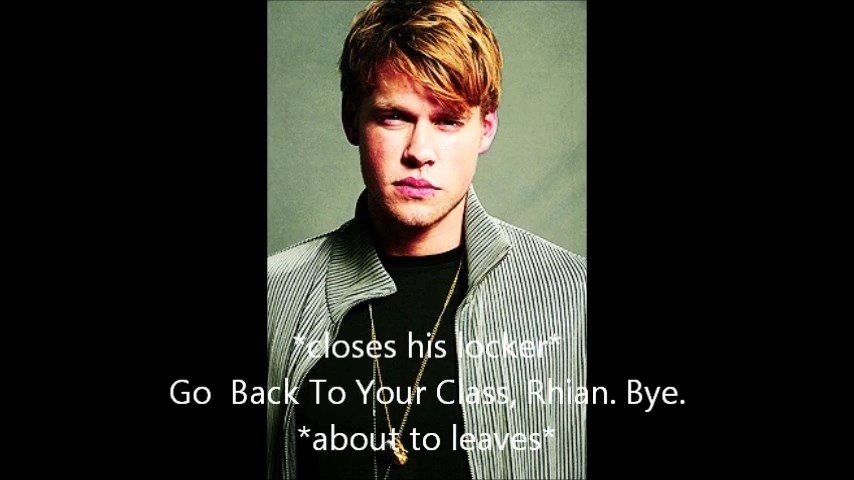 *closes his locker*
Go  Back To Your Class, Rhian. Bye.
*about to leaves*